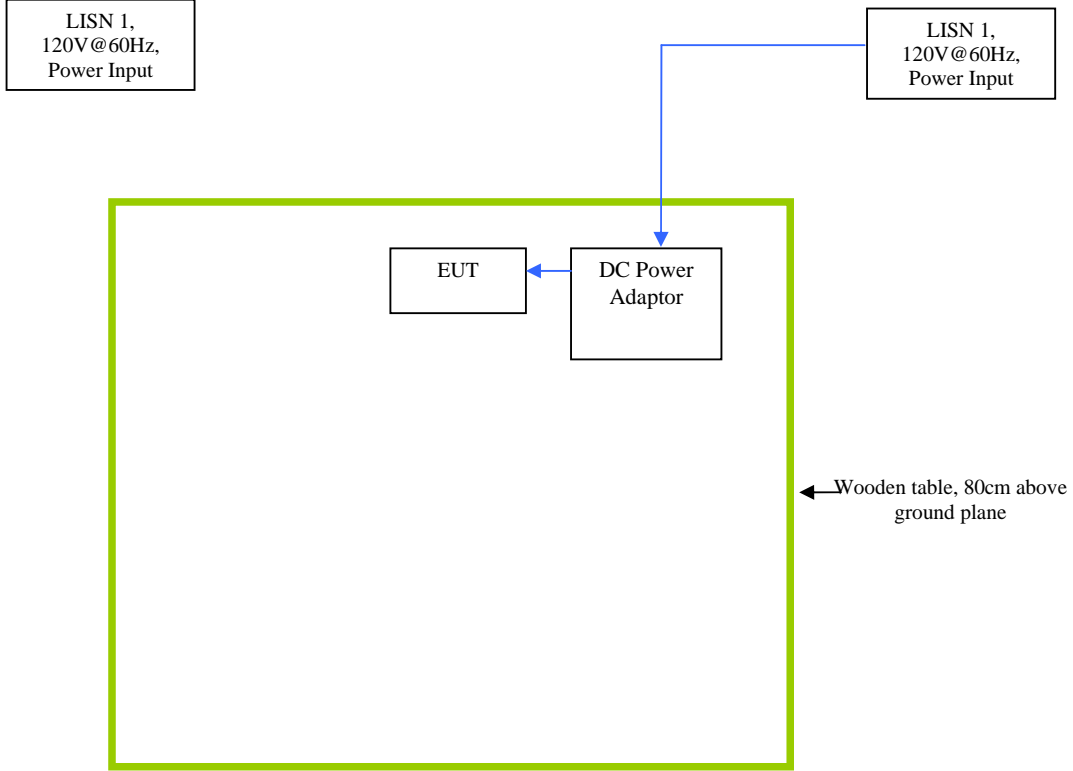 LISN 1,
120V@60Hz,
Power Input
LISN 1,
120V@60Hz,
Power Input
EUT
DC Power
Adaptor
Wooden table, 80cm above
ground plane